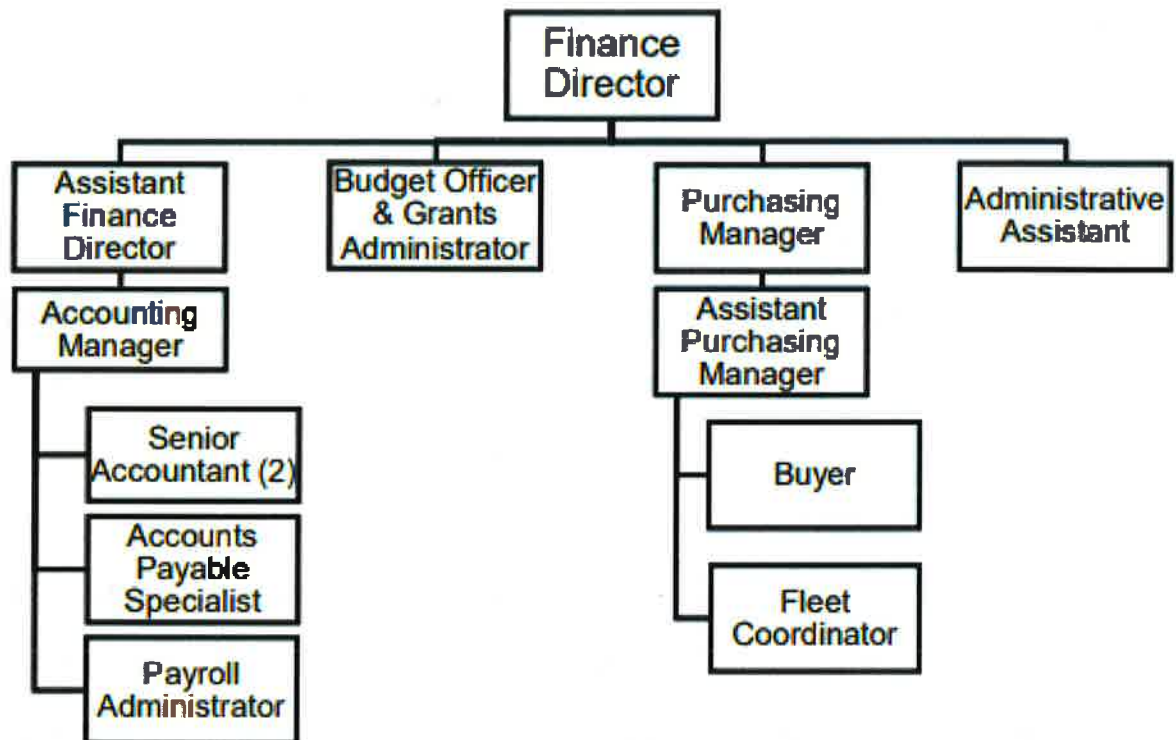 Finance
Director
Assistant
Finance
Director
Budget Officer
& Grants
Administrator
Purchasing
Manager
Administrative
Assistant
Accounting
Manager
Assistant
Purchasing
Manager
Senior
Accountant (2)
Accounts
Payable
Specialist
Payroll
Administrator
Buyer
Fleet
Coordinator